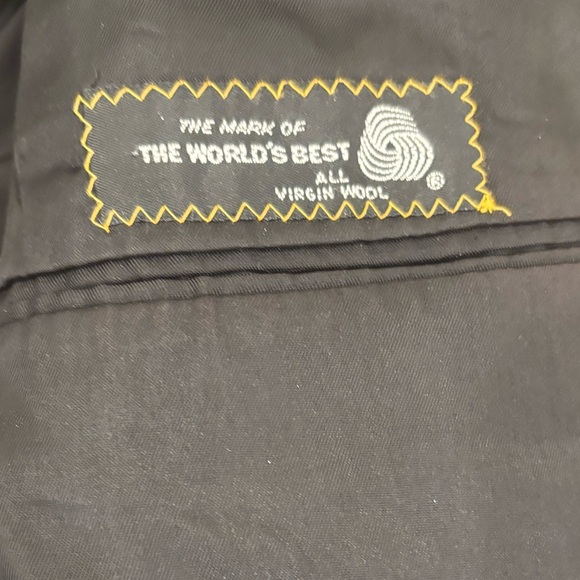 THE MARK OF
THE WORLD'S BEST
ALL
VIRGIN WOOL ®